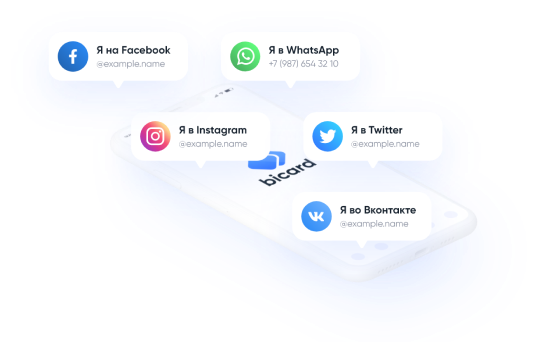 Я на Facebook
@example.name
Я в WhatsApp
+7 (987) 654 32 10
Я в Instagram
@example.name
Я в Twitter
@example.name
bicard
Я во Вконтакте
@example.name